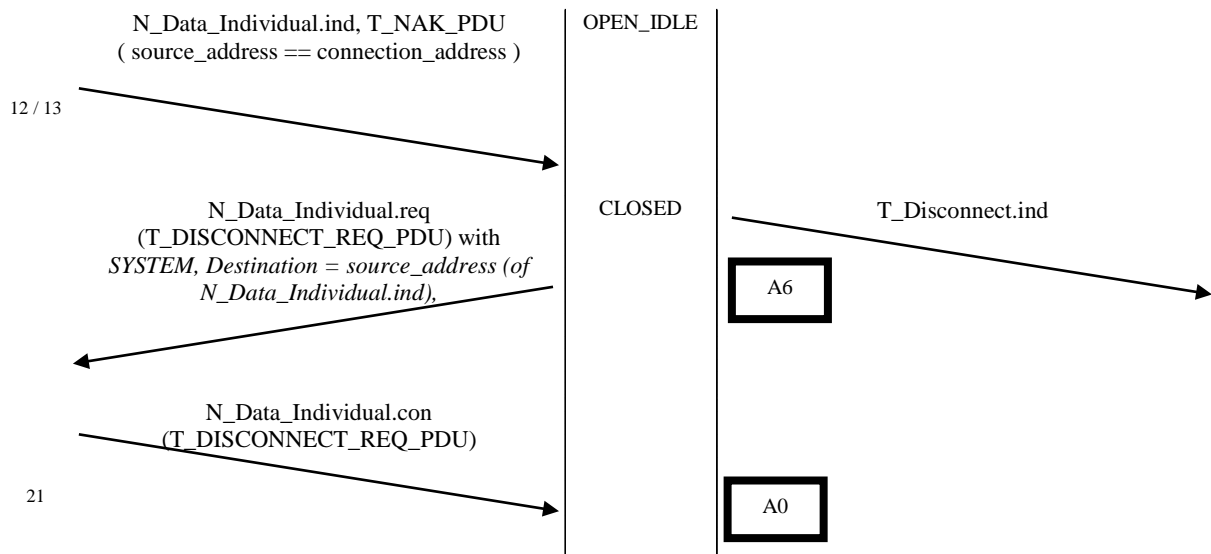 N_Data_Individual.ind, T_NAK_PDU
( source_address == connection_address )
OPEN_IDLE
12 / 13
N_Data_Individual.req
(T_DISCONNECT_REQ_PDU) with
SYSTEM, Destination = source_address (of
N_Data_Individual.ind),
CLOSED
T_Disconnect.ind
A6
N_Data_Individual.con
(T_DISCONNECT_REQ_PDU)
21
A0